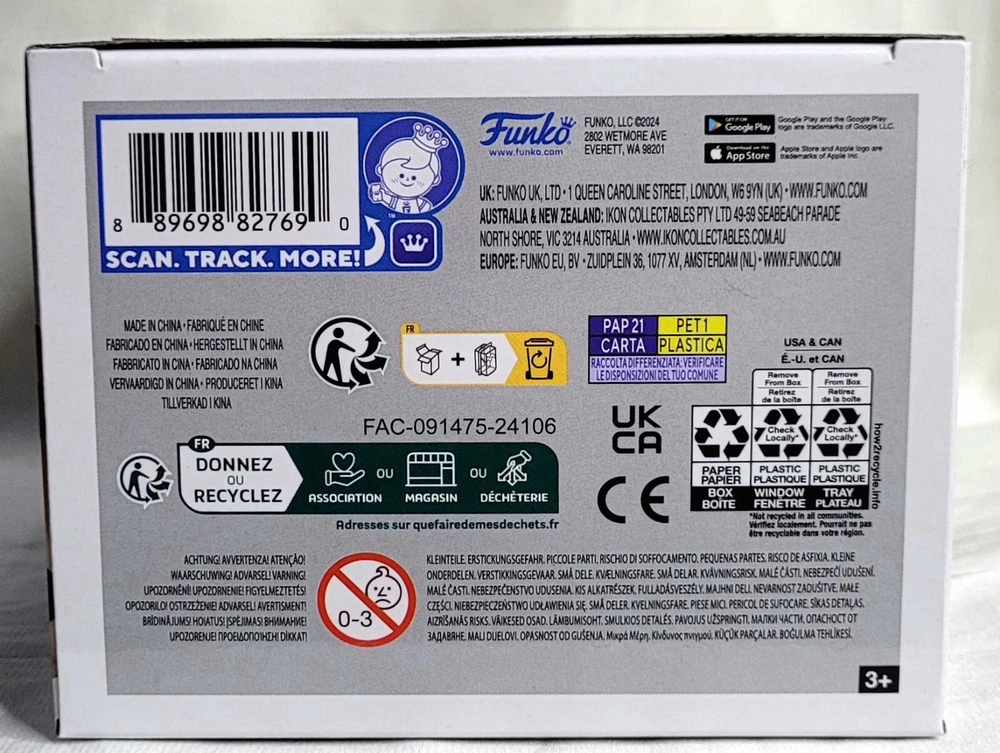 8 89698 82769 0
SCAN. TRACK. MORE!
TM
Funko
www.funko.com
FUNKO, LLC ©2024
2802 WETMORE AVE
EVERETT, WA 98201
GET IT ON
Google Play
Google Play and the Google Play
logo are trademarks of Google LLC.
Download on the
App Store
Apple Store and Apple logo are
trademarks of Apple Inc
UK: FUNKO UK, LTD • 1 QUEEN CAROLINE STREET, LONDON, W6 9YN (UK) • WWW.FUNKO.COM
AUSTRALIA & NEW ZEALAND: IKON COLLECTABLES PTY LTD 49-59 SEABEACH PARADE
NORTH SHORE, VIC 3214 AUSTRALIA • WWW.IKONCOLLECTABLES.COM.AU
EUROPE: FUNKO EU, BV • ZUIDPLEIN 36, 1077 XV, AMSTERDAM (NL) • WWW.FUNKO.COM
MADE IN CHINA • FABRIQUÉ EN CHINE
FABRICADO EN CHINA • HERGESTELLT IN CHINA
FABBRICATO IN CINA • FABRICADO NA CHINA
VERVAARDIGD IN CHINA • PRODUCERET I KINA
TILLVERKAD I KINA
FR
+
PAP 21 PET1
CARTA PLASTICA
RACCOLTA DIFFERENZIATA: VERIFICARE
LE DISPOSIZIONI DEL TUO COMUNE
USA & CAN
É.-U. et CAN
Remove
From Box
Retirez
de la boîte
Remove
From Box
Retirez
de la boîte
Check
Locally*
Check
Locally*
PAPER
PAPIER
BOX
BOÎTE
PLASTIC
PLASTIQUE
WINDOW
FENÊTRE
PLASTIC
PLASTIQUE
TRAY
PLATEAU
how2recycle.info
*Not recycled in all communities.
Vérifiez localement. Pourrait ne pas
être recyclable dans votre région.
FAC-091475-24106
UK
CA
CE
FR
DONNEZ
OU
RECYCLEZ
ASSOCIATION
OU
MAGASIN
OU
DÉCHÈTERIE
Adresses sur quefairedemesdechets.fr
ACHTUNG! AVVERTENZA! ATENÇÃO!
WAARSCHUWING! ADVARSEL! VARNING!
UPOZORNĚNÍ! UPOZORNENIE! FIGYELMEZTETÉS!
OPOZORILO! OSTRZEŻENIE! ADVARSEL! AVERTISMENT!
BRĪDINĀJUMS! HOIATUS! ĮSPĖJIMAS! ВНИМАНИЕ!
UPOZORENJE! ΠΡΟΕΙΔΟΠΟΙΗΣΗ! DİKKAT!
0-3
KLEINTEILE. ERSTICKUNGSGEFAHR. PICCOLE PARTI. RISCHIO DI SOFFOCAMENTO. PEQUENAS PARTES. RISCO DE ASFIXIA. KLEINE
ONDERDELEN. VERSTIKKINGSGEVAAR. SMÅ DELE. KVÆLNINGSFARE. SMÅ DELAR. KVÄVNINGSRISK. MALÉ ČÁSTI. NEBEZPEČÍ UDUŠENÍ.
MALÉ ČASTI. NEBEZPEČENSTVO UDUSENIA. KIS ALKATRÉSZEK. FULLADÁSVESZÉLY. MAJHNI DELI. NEVARNOST ZADUŠITVE. MAŁE
CZĘŚCI. NIEBEZPIECZEŃSTWO UDŁAWIENIA SIĘ. SMÅ DELER. KVELNINGSFARE. PIESE MICI. PERICOL DE SUFOCARE. SĪKAS DETAĻAS.
AIZRĪŠANĀS RISKS. VÄIKESED OSAD. LÄMBUMISOHT. SMULKIOS DETALĖS. PAVOJUS UŽSPRINGTI. МАЛКИ ЧАСТИ. ОПАСНОСТ ОТ
ЗАДАВЯНЕ. MALI DIJELOVI. OPASNOST OD GUŠENJA. Μικρά Μέρη. Κίνδυνος πνιγμού. KÜÇÜK PARÇALAR. BOĞULMA TEHLİKESİ.
3+